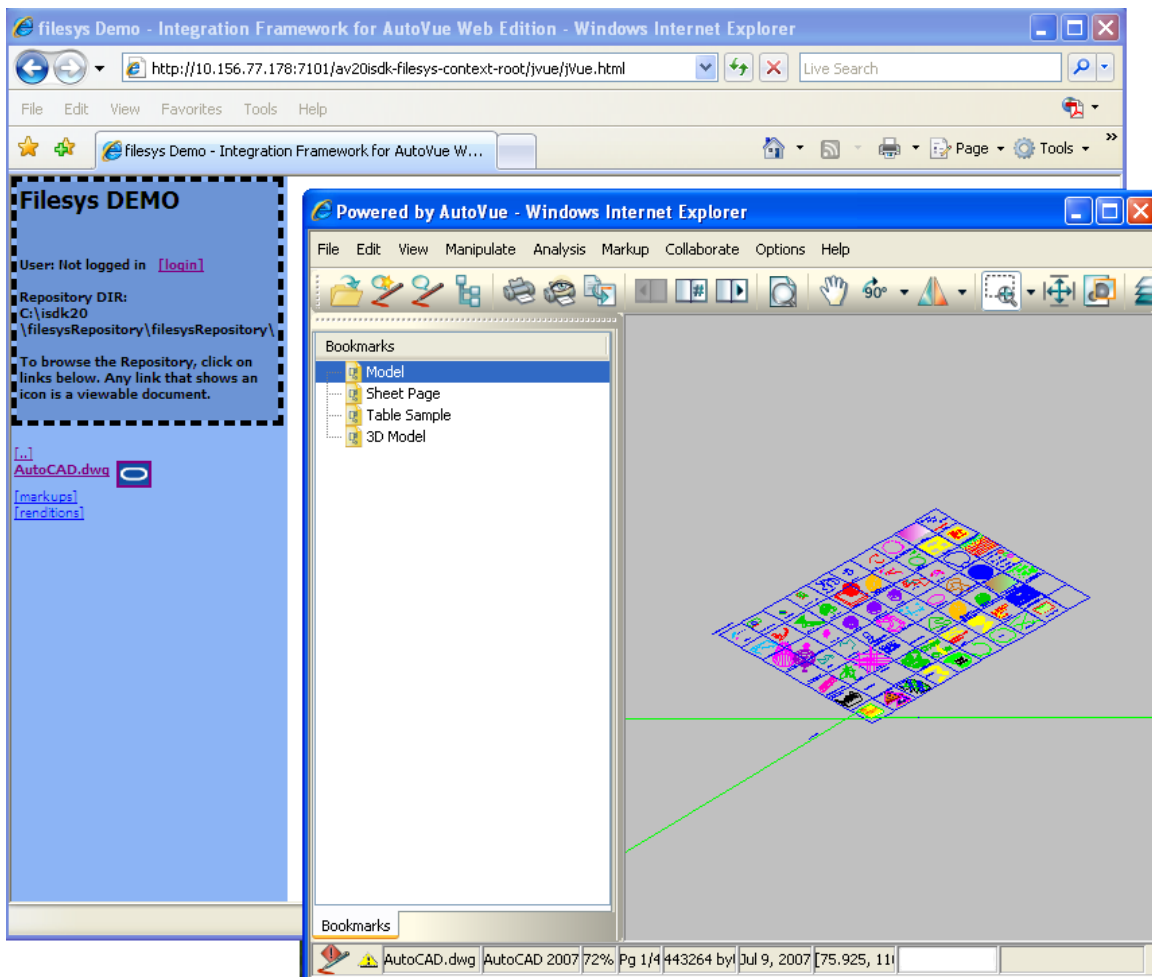 filesys Demo - Integration Framework for AutoVue Web Edition - Windows Internet Explorer
http://10.156.77.178:7101/av20isdk-filesys-context-root/jvue/jVue.html
Live Search
File Edit View Favorites Tools Help
filesys Demo - Integration Framework for AutoVue W...
Page Tools
Filesys DEMO
User: Not logged in [login]
Repository DIR:
C:\isdk20
\filesysRepository\filesysRepository\
To browse the Repository, click on
links below. Any link that shows an
icon is a viewable document.
[..]
AutoCAD.dwg
[markups]
[renditions]
Powered by AutoVue - Windows Internet Explorer
File Edit View Manipulate Analysis Markup Collaborate Options Help
90°
Bookmarks
Model
Sheet Page
Table Sample
3D Model
Bookmarks
AutoCAD.dwg AutoCAD 2007 72% Pg 1/4 443264 Jul 9, 2007 [75.925,